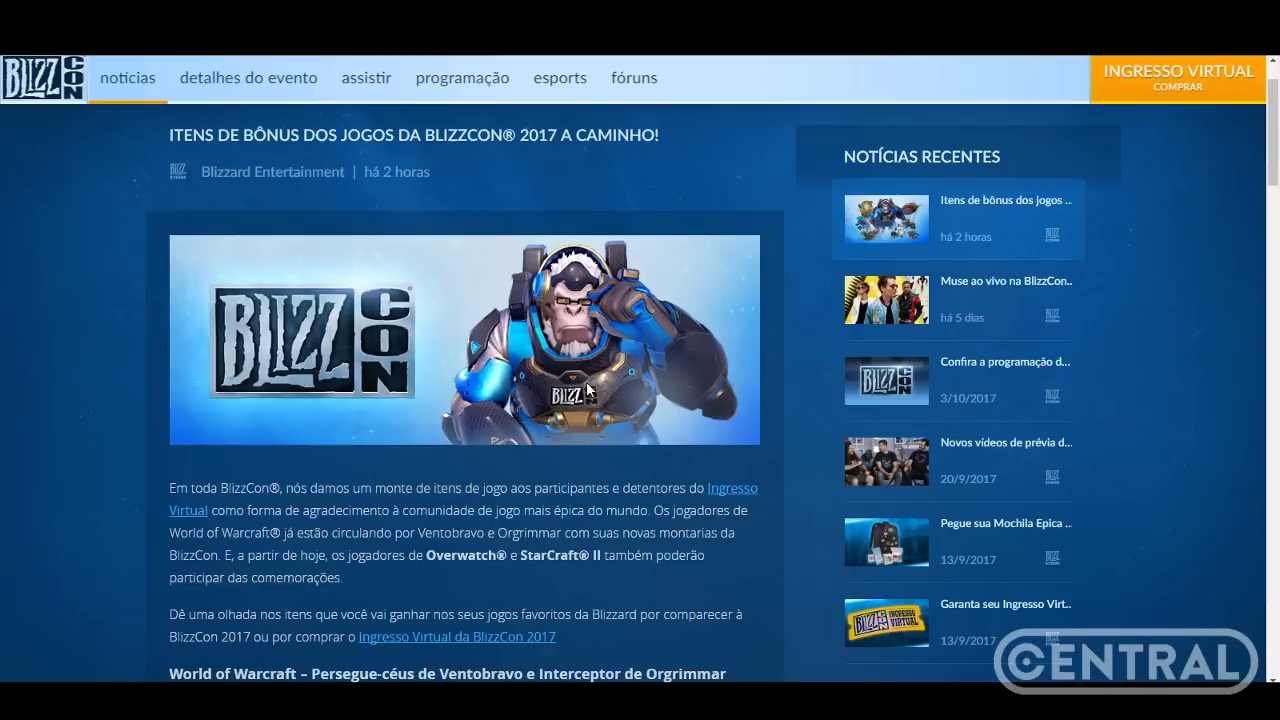 BLIZZ CON
notícias
detalhes do evento
assistir
programação
esports
fóruns
INGRESSO VIRTUAL
COMPRAR
ITENS DE BÔNUS DOS JOGOS DA BLIZZCON® 2017 A CAMINHO!
Blizzard Entertainment | há 2 horas
BLIZZ CON
BLIZZ
Em toda BlizzCon®, nós damos um monte de itens de jogo aos participantes e detentores do Ingresso
Virtual como forma de agradecimento à comunidade de jogo mais épica do mundo. Os jogadores de
World of Warcraft® já estão circulando por Ventobravo e Orgrimmar com suas novas montarias da
BlizzCon. E, a partir de hoje, os jogadores de Overwatch® e StarCraft® II também poderão
participar das comemorações.
Dê uma olhada nos itens que você vai ganhar nos seus jogos favoritos da Blizzard por comparecer à
BlizzCon 2017 ou por comprar o Ingresso Virtual da BlizzCon 2017
World of Warcraft – Persegue-céus de Ventobravo e Interceptor de Orgrimmar
NOTÍCIAS RECENTES
Itens de bônus dos jogos ...
há 2 horas
Muse ao vivo na BlizzCon..
há 5 dias
Confira a programação d...
3/10/2017
BLIZZ CON
Novos vídeos de prévia d...
20/9/2017
Pegue sua Mochila Epica ...
13/9/2017
Garanta seu Ingresso Virt..
13/9/2017
BLIZZ CON INGRESSO VIRTUAL
CENTRAL